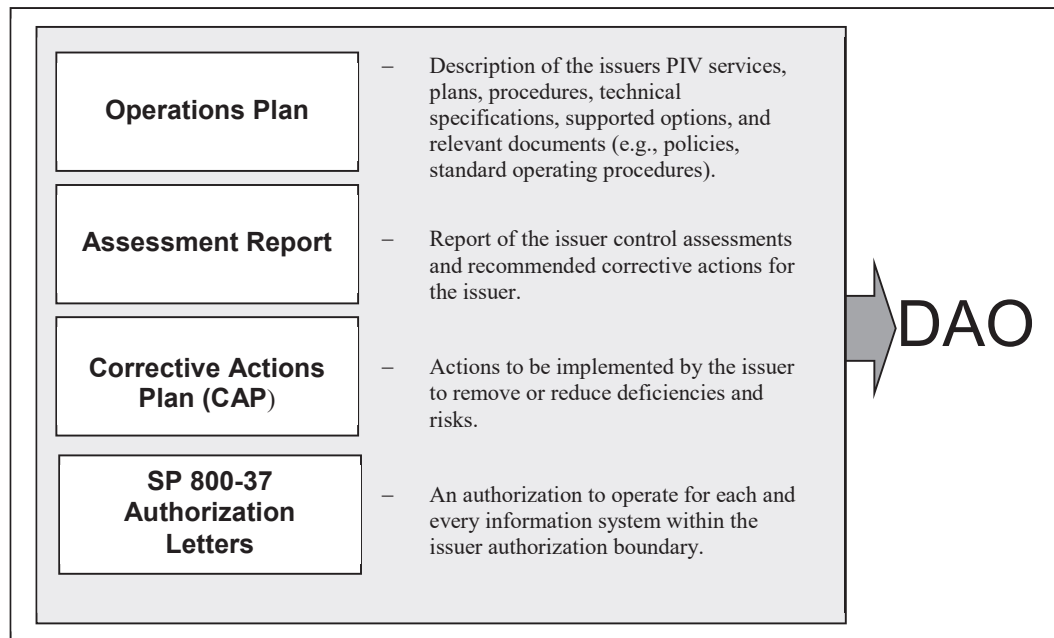 Operations Plan
– Description of the issuers PIV services,
plans, procedures, technical
specifications, supported options, and
relevant documents (e.g., policies,
standard operating procedures).
Assessment Report
– Report of the issuer control assessments
and recommended corrective actions for
the issuer.
Corrective Actions
Plan (CAP)
– Actions to be implemented by the issuer
to remove or reduce deficiencies and
risks.
SP 800-37
Authorization
Letters
– An authorization to operate for each and
every information system within the
issuer authorization boundary.
DAO